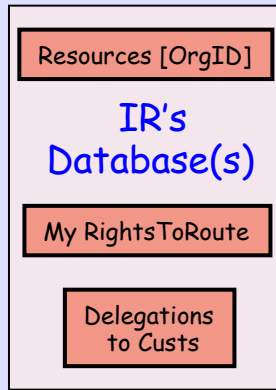 Resources [OrgID]
IR's
Database(s)
My RightsToRoute
Delegations
to Custs